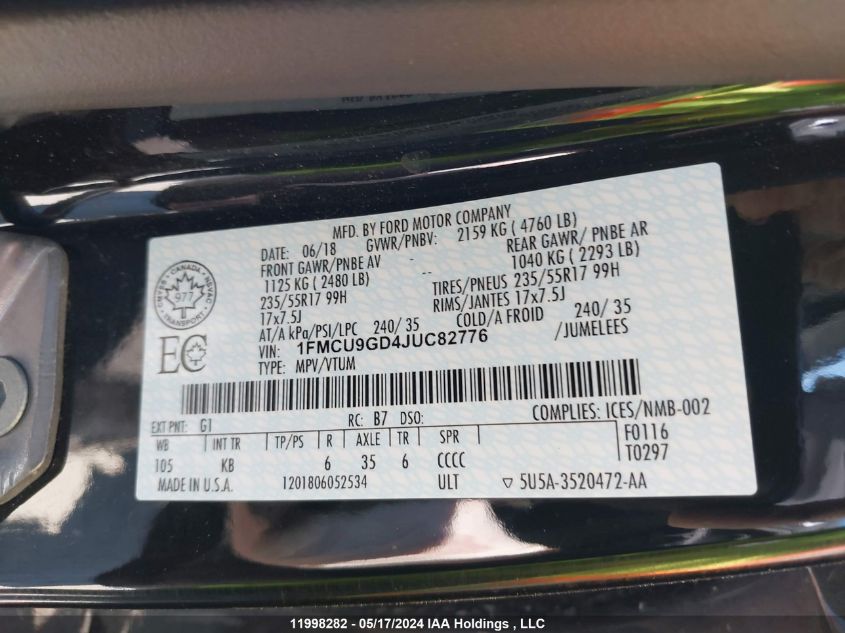 MFD. BY FORD MOTOR COMPANY
DATE: 06/18 GVWR/PNBV: 2159 KG ( 4760 LB)
FRONT GAWR/PNBE AV - REAR GAWR/ PNBE AR
1125 KG ( 2480 LB) -- 1040 KG ( 2293 LB)
235/55R17 99H TIRES/PNEUS 235/55R17 99H
17x7.5J RIMS/JANTES 17x7.5J
AT/A kPa/PSI/LPC 240/ 35 COLD/A FROID 240/ 35
VIN: 1FMCU9GD4JUC82776 /JUMELEES
TYPE: MPV/VTUM
CANADA
977
TRANSPORT
EC
EXT PNT: G1 RC: B7 DSO: COMPLIES: ICES/NMB-002
WB INT TR TP/PS R AXLE TR SPR F0116
105 KB 6 35 6 CCCC T0297
MADE IN U.S.A. 1201806052534 ULT 5U5A-3520472-AA
11998282 - 05/17/2024 IAA Holdings , LLC